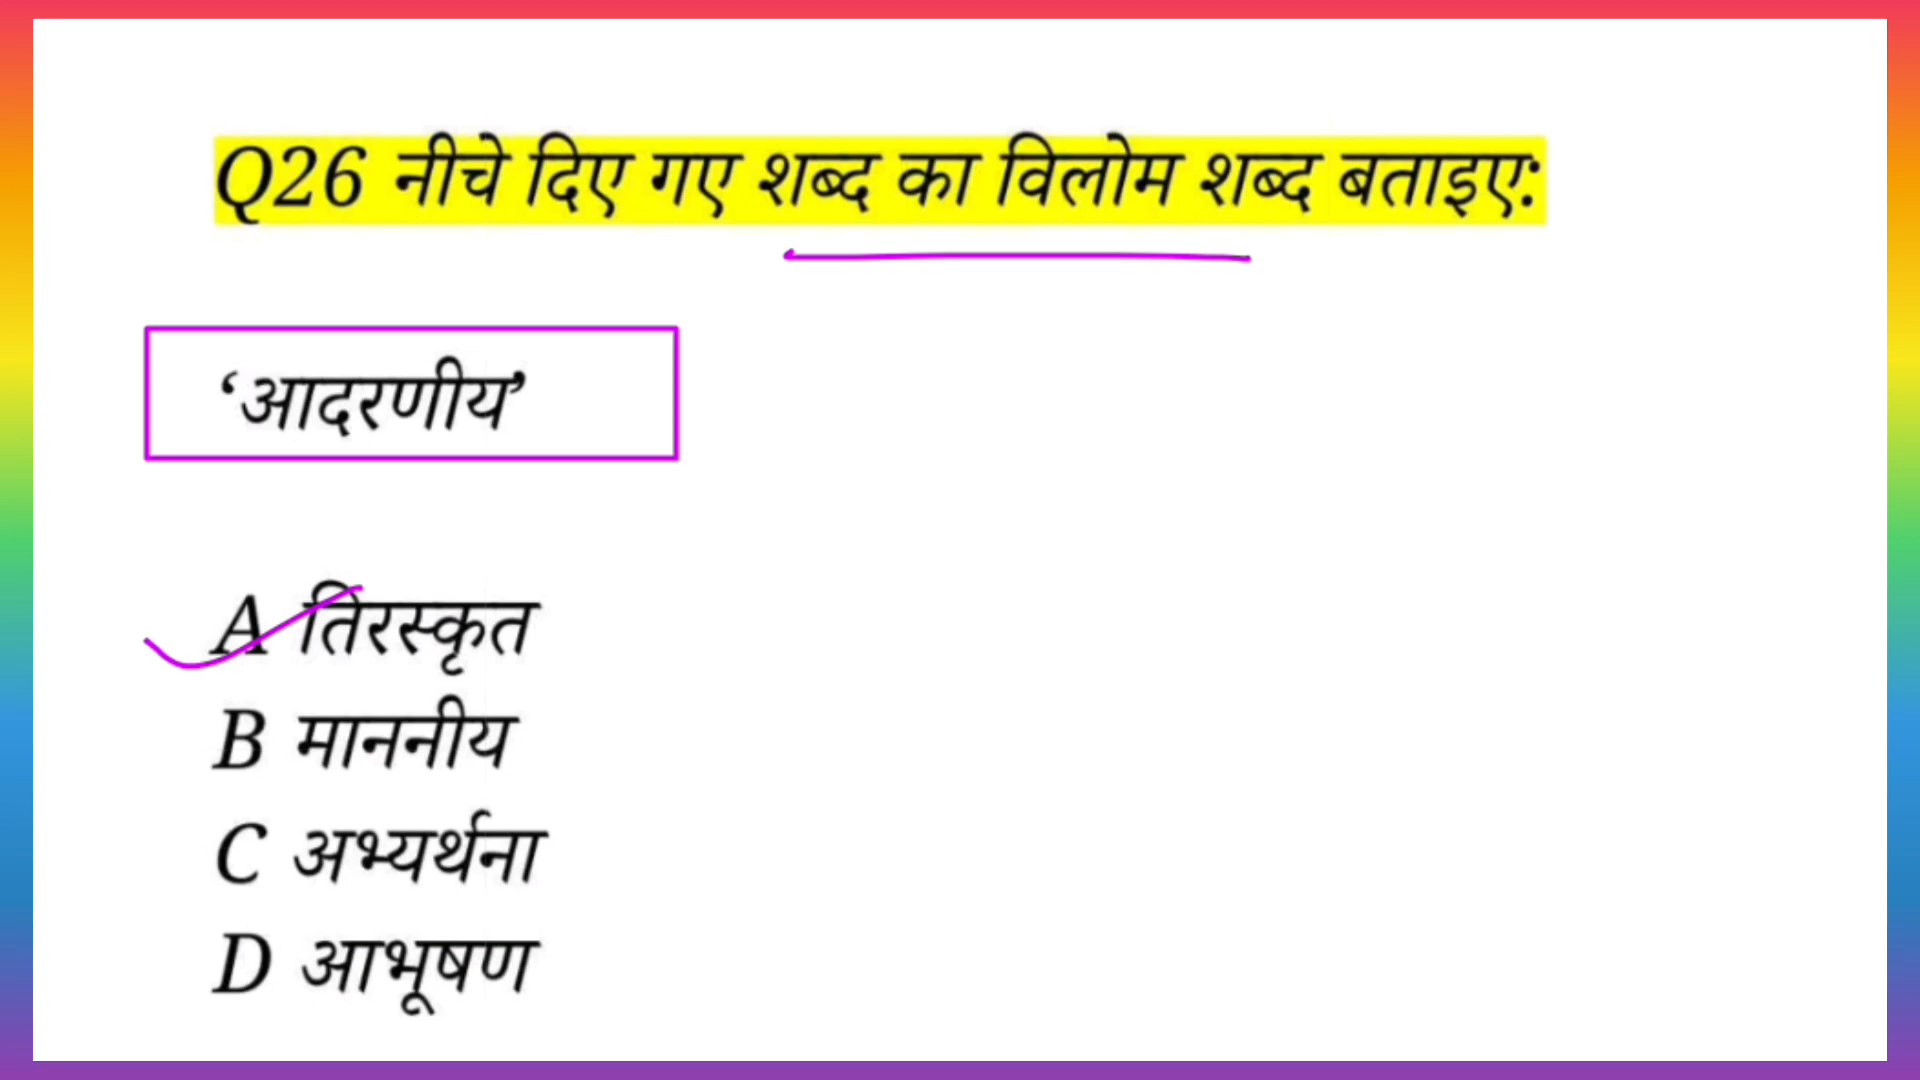 Q26 नीचे दिए गए शब्द का विलोम शब्द बताइए:
‘आदरणीय’
A तिरस्कृत
B माननीय
C अभ्यर्थना
D आभूषण